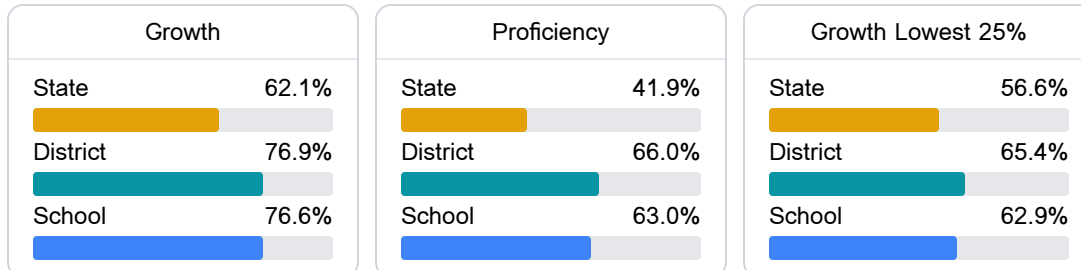 Growth
State 62.1%
District 76.9%
School 76.6%
Proficiency
State 41.9%
District 66.0%
School 63.0%
Growth Lowest 25%
State 56.6%
District 65.4%
School 62.9%